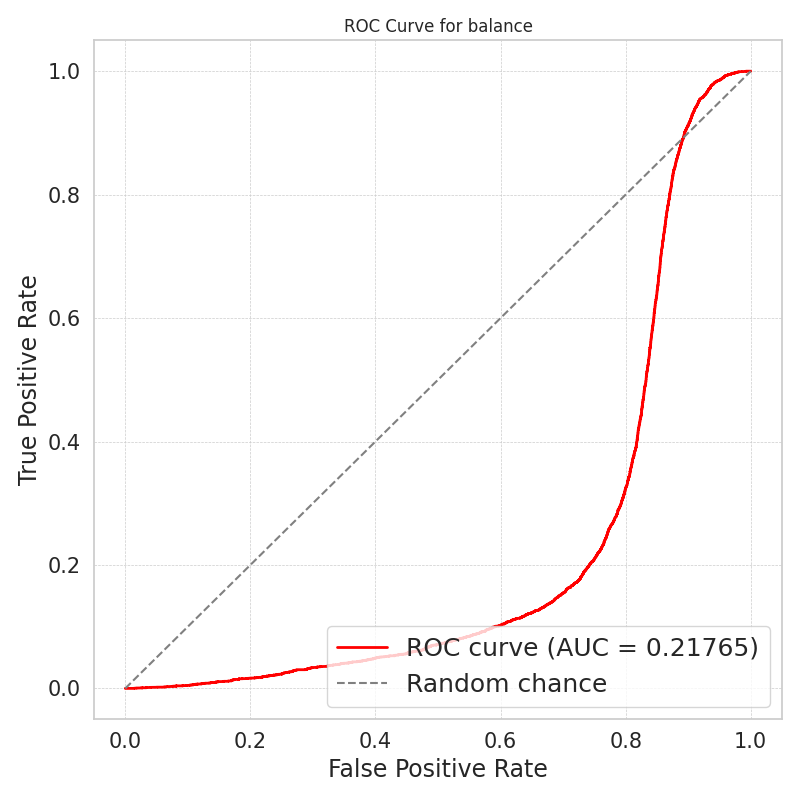 ROC Curve for balance
1.0
0.8
0.6
0.4
0.2
0.0
True Positive Rate
ROC curve (AUC = 0.21765)
Random chance
0.0 0.2 0.4 0.6 0.8 1.0
False Positive Rate